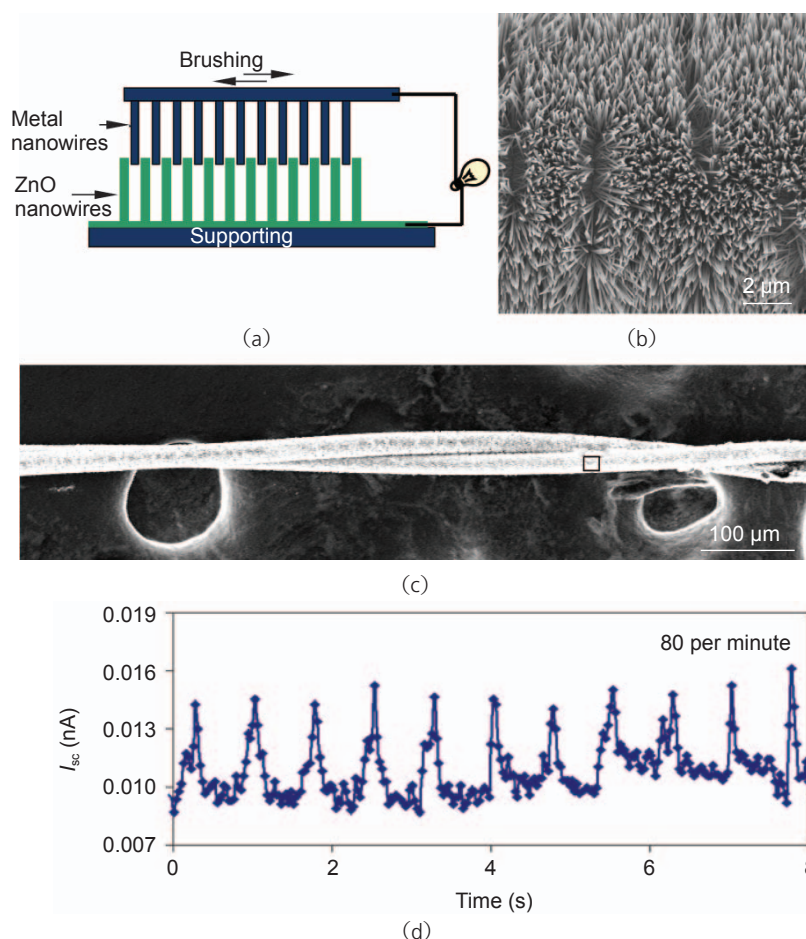 Brushing
Metal
nanowires
ZnO
nanowires
Supporting
2 μm
(a)
(b)
100 μm
(c)
0.019
0.016
0.013
0.010
0.007
I_sc (nA)
80 per minute
0
2
4
6
8
Time (s)
(d)